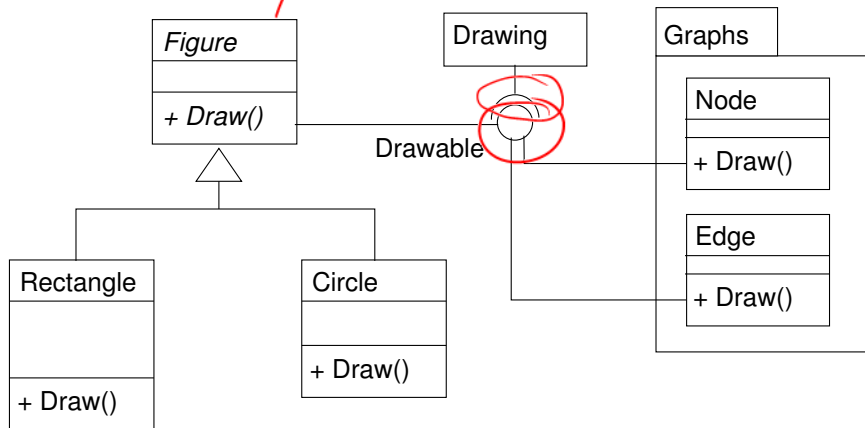 Figure
+ Draw()
Drawing
Drawable
Graphs
Node
+ Draw()
Edge
+ Draw()
Rectangle
+ Draw()
Circle
+ Draw()